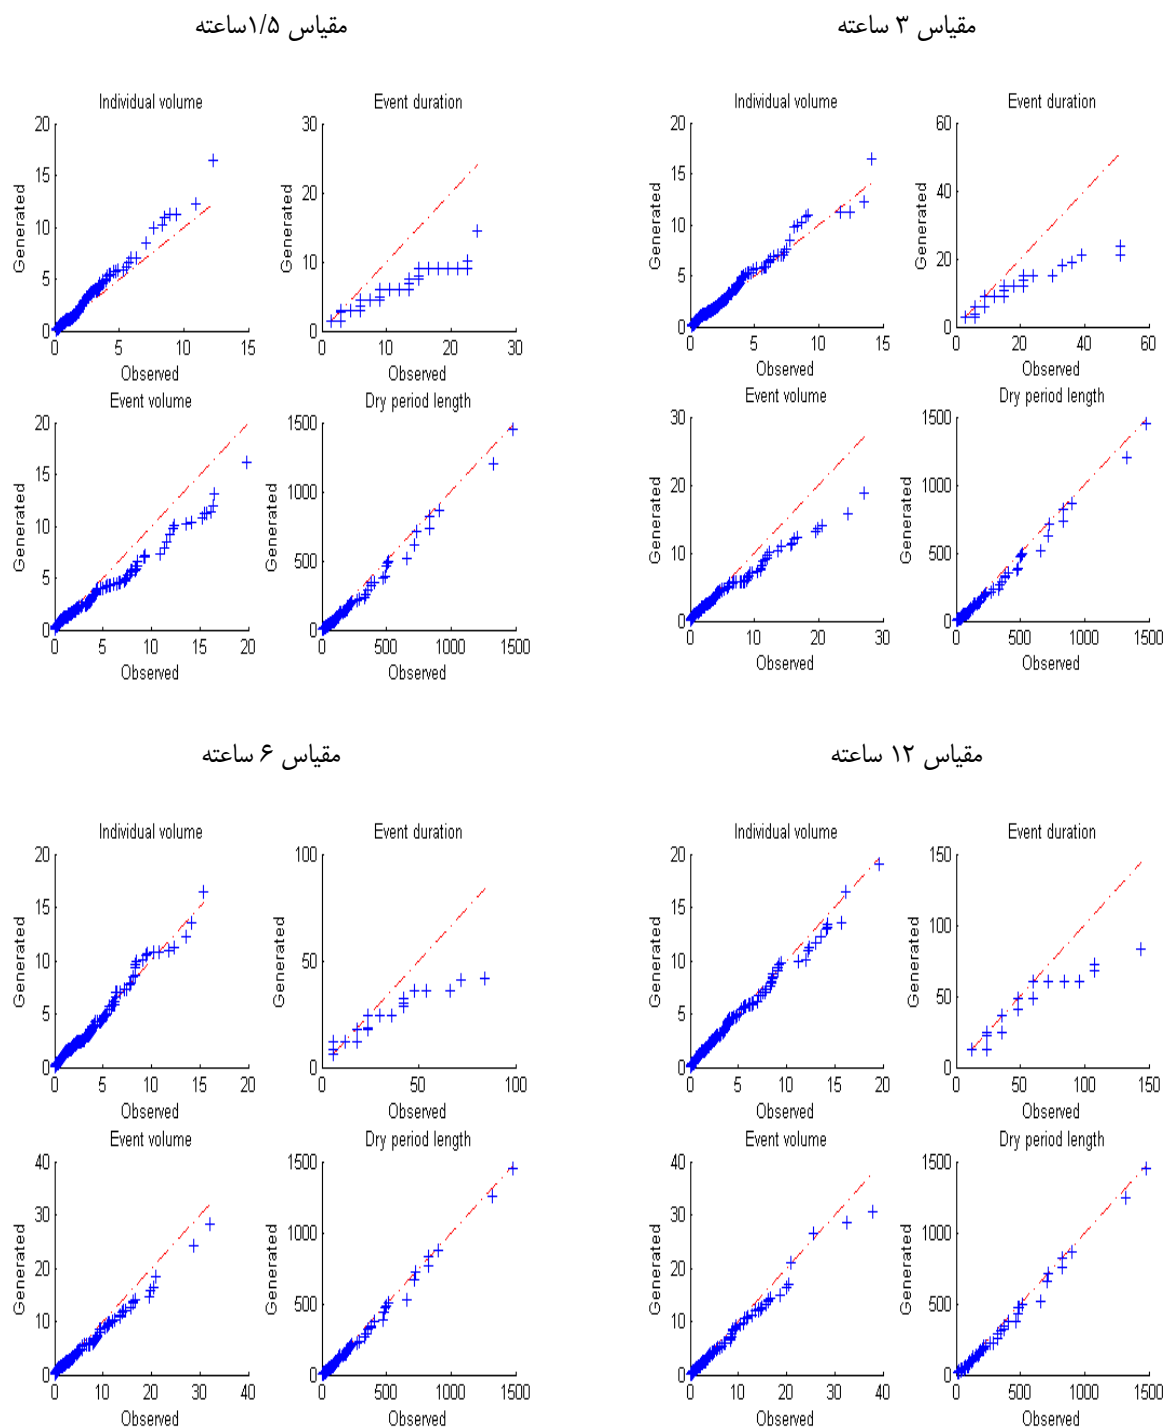 مقیاس ۱/۵ساعته
Individual volume
20
15
10
5
0
Generated
0 5 10 15
Observed
Event duration
30
20
10
0
Generated
0 10 20 30
Observed
Event volume
20
15
10
5
0
Generated
0 5 10 15 20
Observed
Dry period length
1500
1000
500
0
Generated
0 500 1000 1500
Observed
مقیاس ۳ ساعته
Individual volume
20
15
10
5
0
Generated
0 5 10 15
Observed
Event duration
60
40
20
0
Generated
0 20 40 60
Observed
Event volume
30
20
10
0
Generated
0 10 20 30
Observed
Dry period length
1500
1000
500
0
Generated
0 500 1000 1500
Observed
مقیاس ۶ ساعته
Individual volume
20
15
10
5
0
Generated
0 5 10 15 20
Observed
Event duration
100
50
0
Generated
0 50 100
Observed
Event volume
40
30
20
10
0
Generated
0 10 20 30 40
Observed
Dry period length
1500
1000
500
0
Generated
0 500 1000 1500
Observed
مقیاس ۱۲ ساعته
Individual volume
20
15
10
5
0
Generated
0 5 10 15 20
Observed
Event duration
150
100
50
0
Generated
0 50 100 150
Observed
Event volume
40
30
20
10
0
Generated
0 10 20 30 40
Observed
Dry period length
1500
1000
500
0
Generated
0 500 1000 1500
Observed